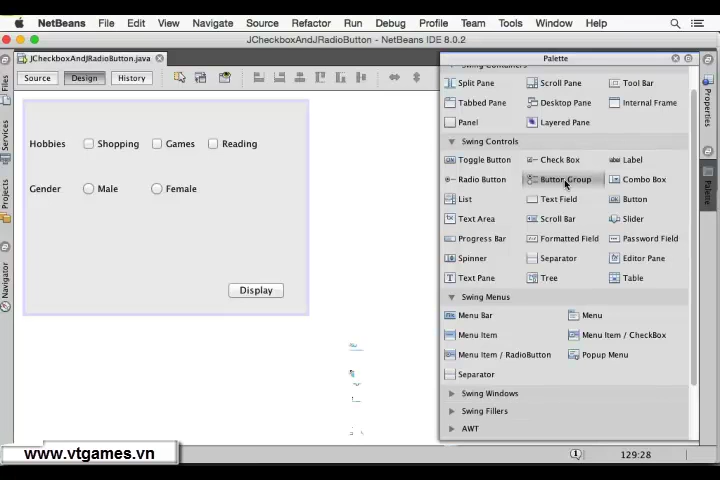 NetBeans File Edit View Navigate Source Refactor Run Debug Profile Team Tools Window Help
JCheckboxAndJRadioButton.java - NetBeans IDE 8.0.2
JCheckboxAndJRadioButton.java
Palette
Source Design History
Swing Containers
Split Pane Scroll Pane Tool Bar
Tabbed Pane Desktop Pane Internal Frame
Panel Layered Pane
Swing Controls
Hobbies Shopping Games Reading
Toggle Button Check Box Label
Radio Button Button Group Combo Box
Gender Male Female
List Text Field Button
Text Area Scroll Bar Slider
Progress Bar Formatted Field Password Field
Spinner Separator Editor Pane
Text Pane Tree Table
Display
Swing Menus
Menu Bar Menu
Menu Item Menu Item / CheckBox
Menu Item / RadioButton Popup Menu
Separator
Swing Windows
Swing Fillers
AWT
Files
Services
Projects
Navigator
Properties
Palette
www.vtgames.vn
129:28